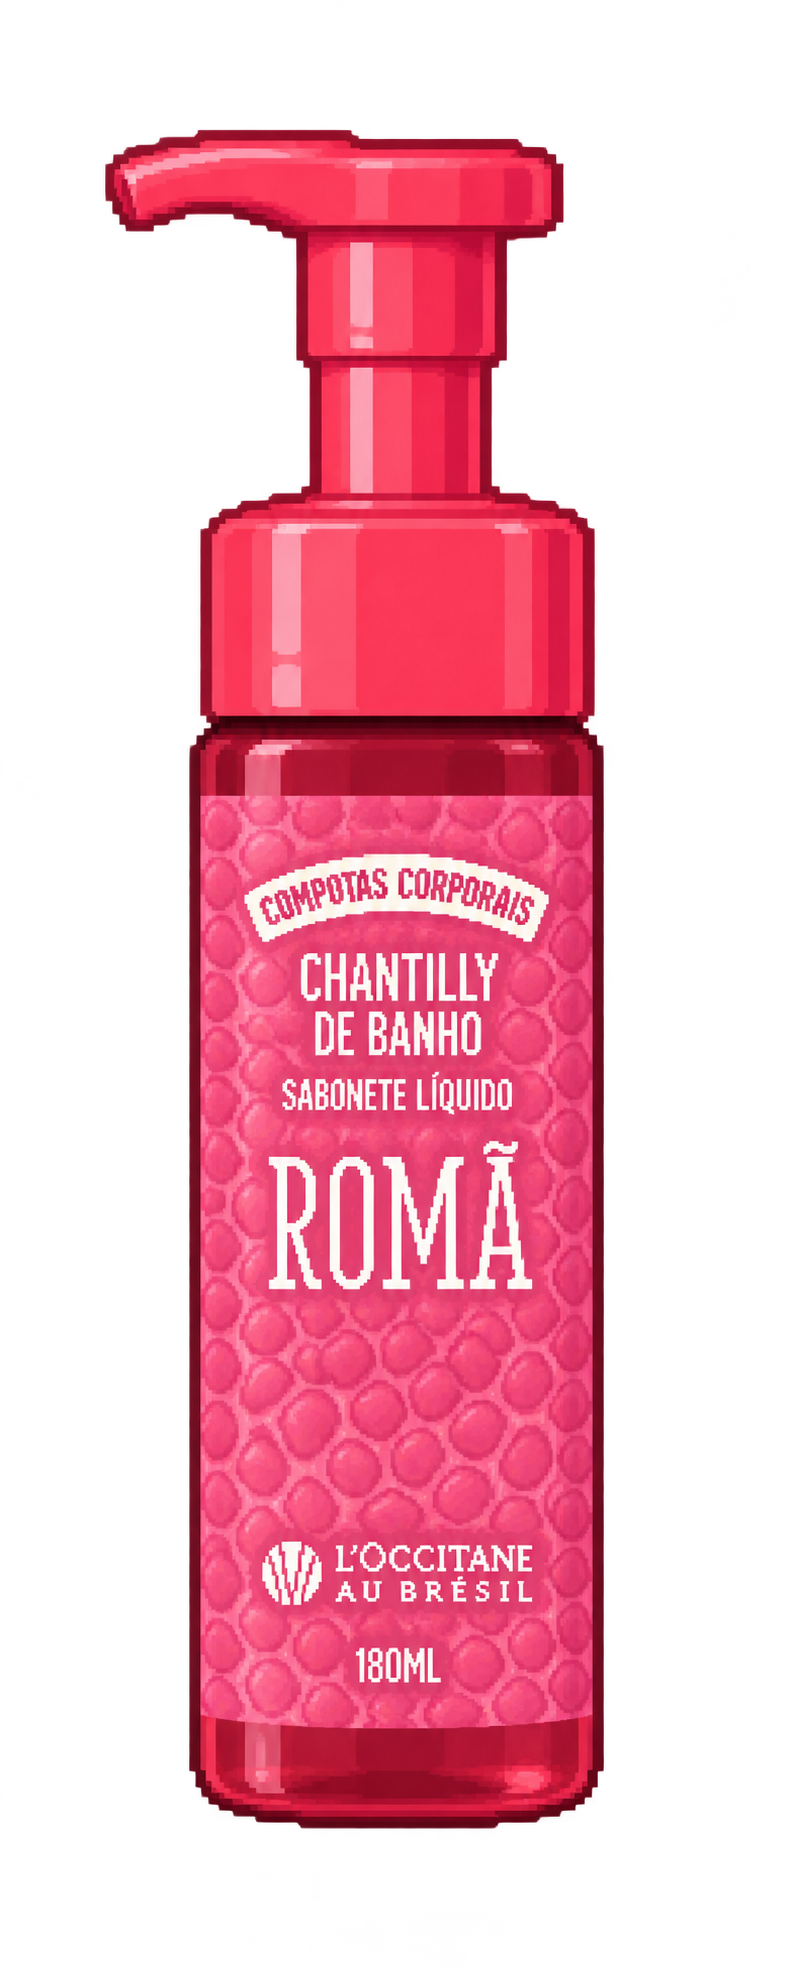 COMPOTAS CORPORAIS
CHANTILLY
DE BANHO
SABONETE LÍQUIDO
ROMÃ
L'OCCITANE
AU BRÉSIL
180ML